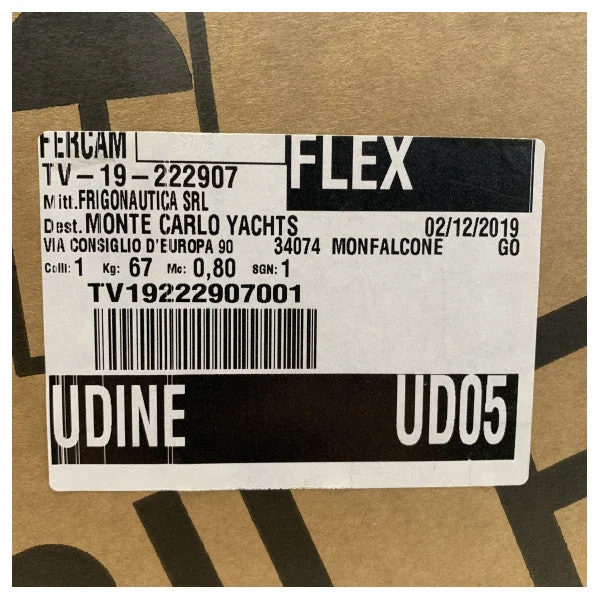 FERCAM
FLEX
TV-19-222907
Mitt.FRIGONAUTICA SRL
Dest.MONTE CARLO YACHTS 02/12/2019
VIA CONSIGLIO D'EUROPA 90 34074 MONFALCONE GO
Colli: 1 Kg: 67 Mc: 0,80 SGN: 1
TV19222907001
UDINE UD05